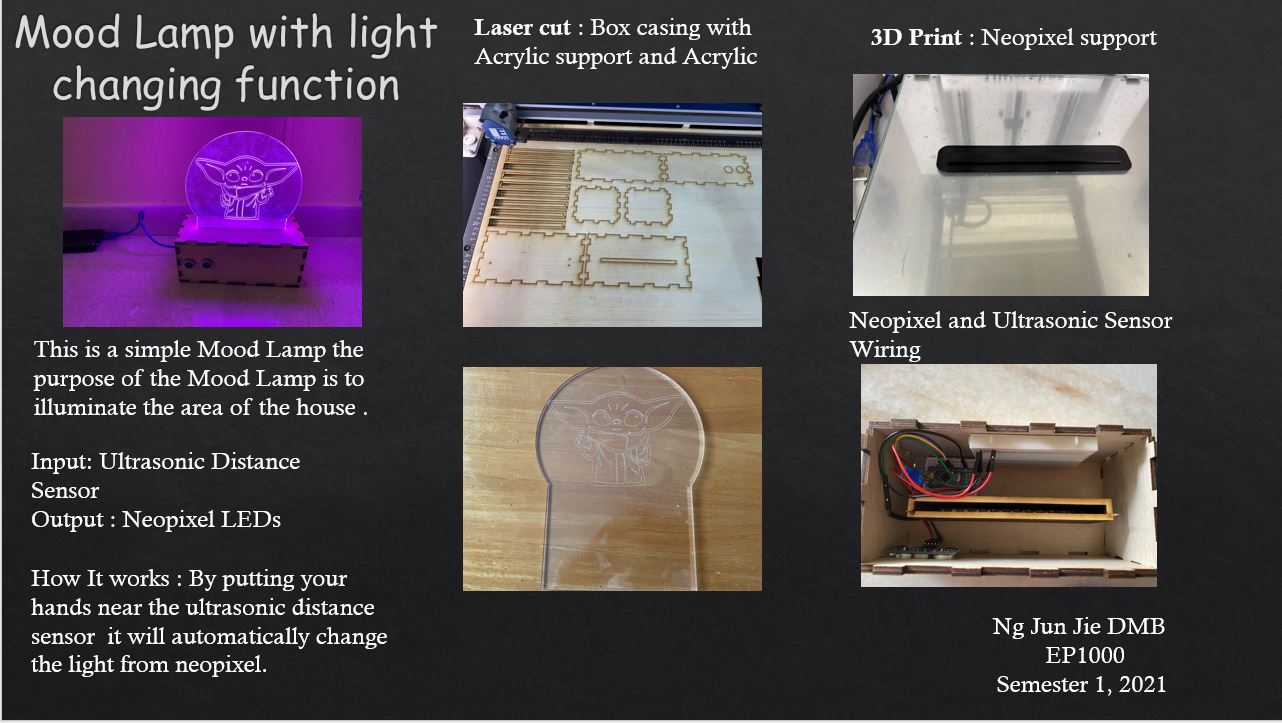 Mood Lamp with light
changing function
This is a simple Mood Lamp the
purpose of the Mood Lamp is to
illuminate the area of the house .
Input: Ultrasonic Distance
Sensor
Output : Neopixel LEDs
How It works : By putting your
hands near the ultrasonic distance
sensor it will automatically change
the light from neopixel.
Laser cut : Box casing with
Acrylic support and Acrylic
3D Print : Neopixel support
Neopixel and Ultrasonic Sensor
Wiring
Ng Jun Jie DMB
EP1000
Semester 1, 2021